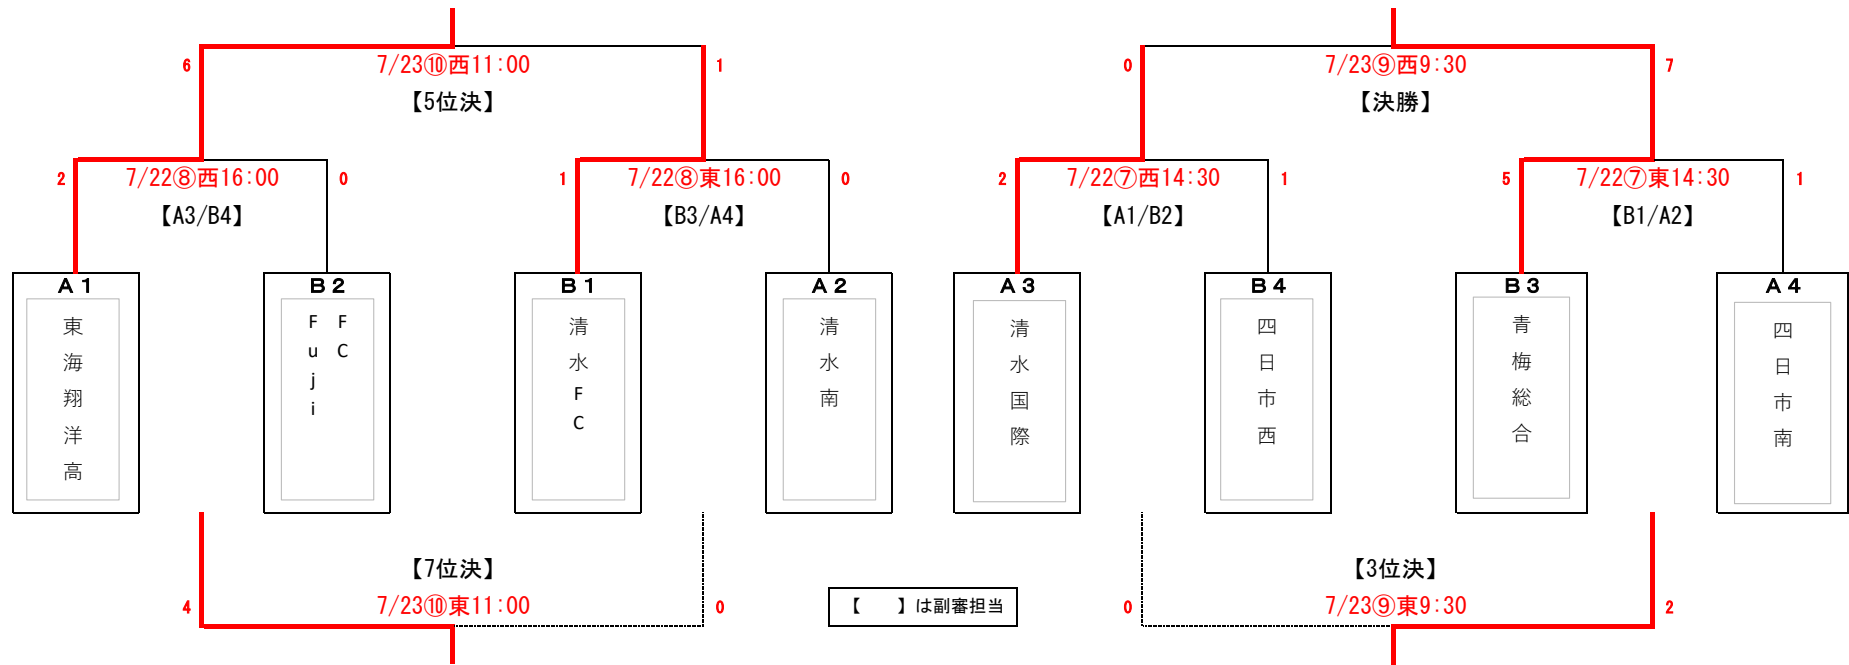 6
7/23⑩西11:00
1
0
7/23⑨西9:30
7
【5位決】
【決勝】
2
7/22⑧西16:00
0
1
7/22⑧東16:00
0
2
7/22⑦西14:30
1
5
7/22⑦東14:30
1
【A3/B4】
【B3/A4】
【A1/B2】
【B1/A2】
A1
東海翔洋高
B2
FC
Fuji
B1
清水FC
A2
清水南
A3
清水国際
B4
四日市西
B3
青梅総合
A4
四日市南
【7位決】
【3位決】
4
7/23⑩東11:00
0
【　】は副審担当
0
7/23⑨東9:30
2